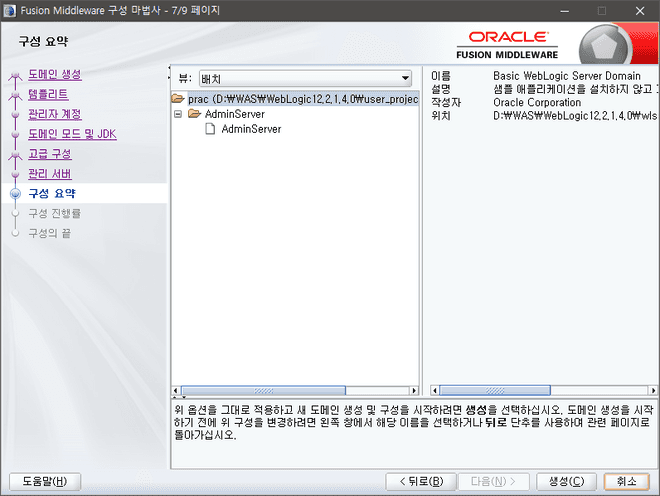 Fusion Middleware 구성 마법사 - 7/9 페이지
구성 요약
ORACLE
FUSION MIDDLEWARE
도메인 생성
템플리트
관리자 계정
도메인 모드 및 JDK
고급 구성
관리 서버
구성 요약
구성 진행률
구성의 끝
뷰: 배치
prac (D:₩WAS₩WebLogic12,2,1,4,0₩user_projec
AdminServer
AdminServer
이름 Basic WebLogic Server Domain
설명 샘플 애플리케이션을 설치하지 않고
작성자 Oracle Corporation
위치 D:₩WAS₩WebLogic12,2,1,4,0₩wls
위 옵션을 그대로 적용하고 새 도메인 생성 및 구성을 시작하려면 생성을 선택하십시오. 도메인 생성을 시작
하기 전에 위 구성을 변경하려면 왼쪽 창에서 해당 이름을 선택하거나 뒤로 단추를 사용하여 관련 페이지로
돌아가십시오.
도움말(H) < 뒤로(B) 다음(N) > 생성(C) 취소